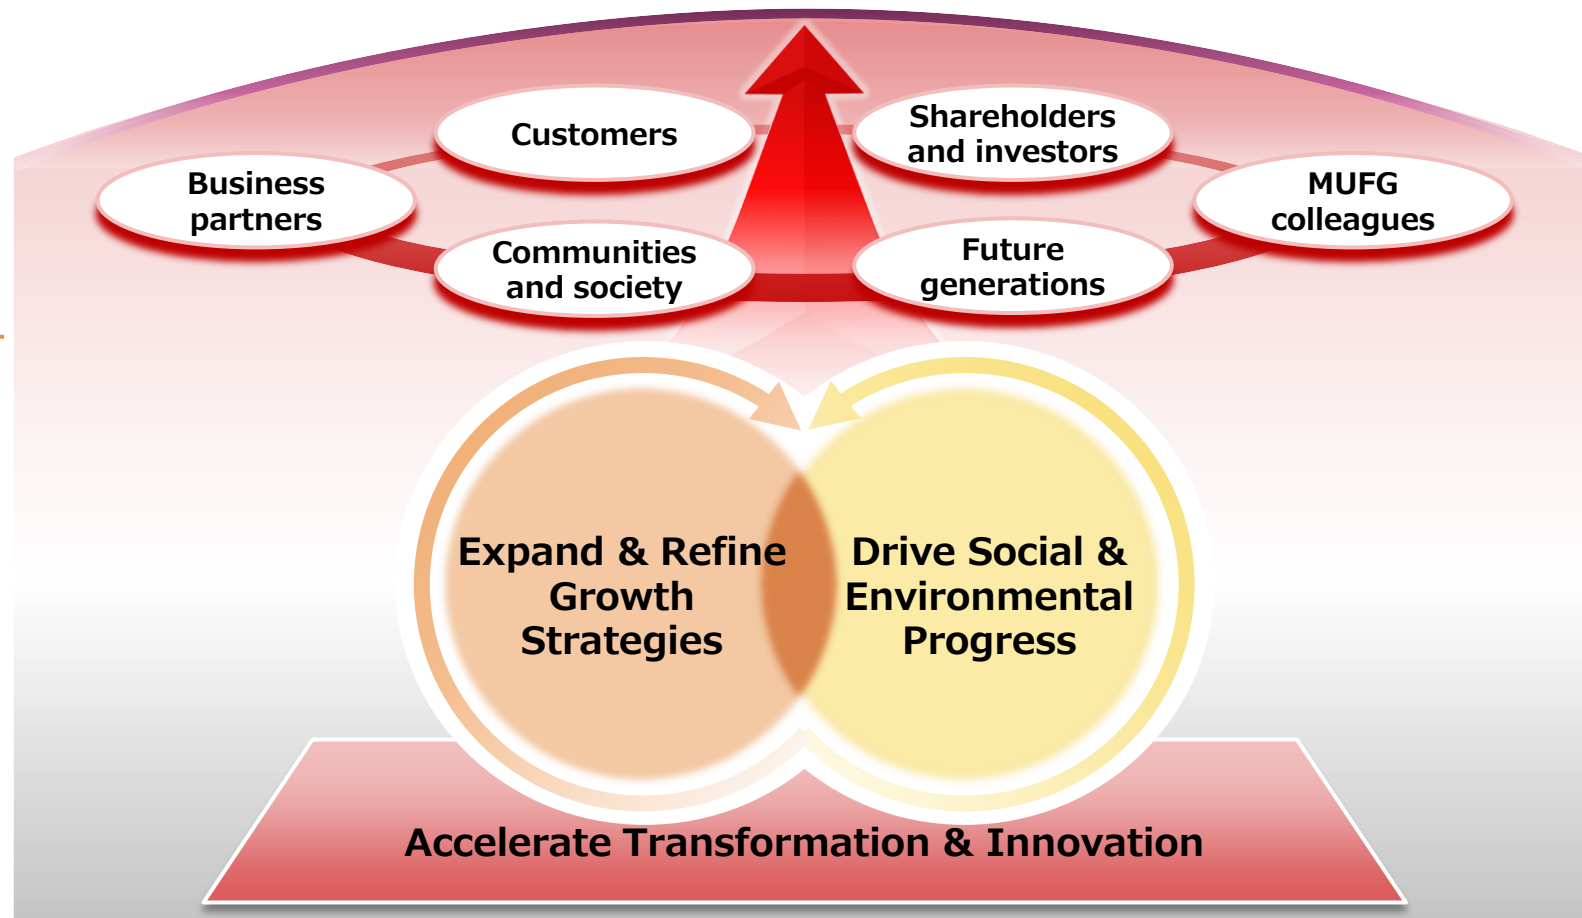 Customers
Shareholders
and investors
Business
partners
MUFG
colleagues
Communities
and society
Future
generations
Expand & Refine
Growth
Strategies
Drive Social &
Environmental
Progress
Accelerate Transformation & Innovation